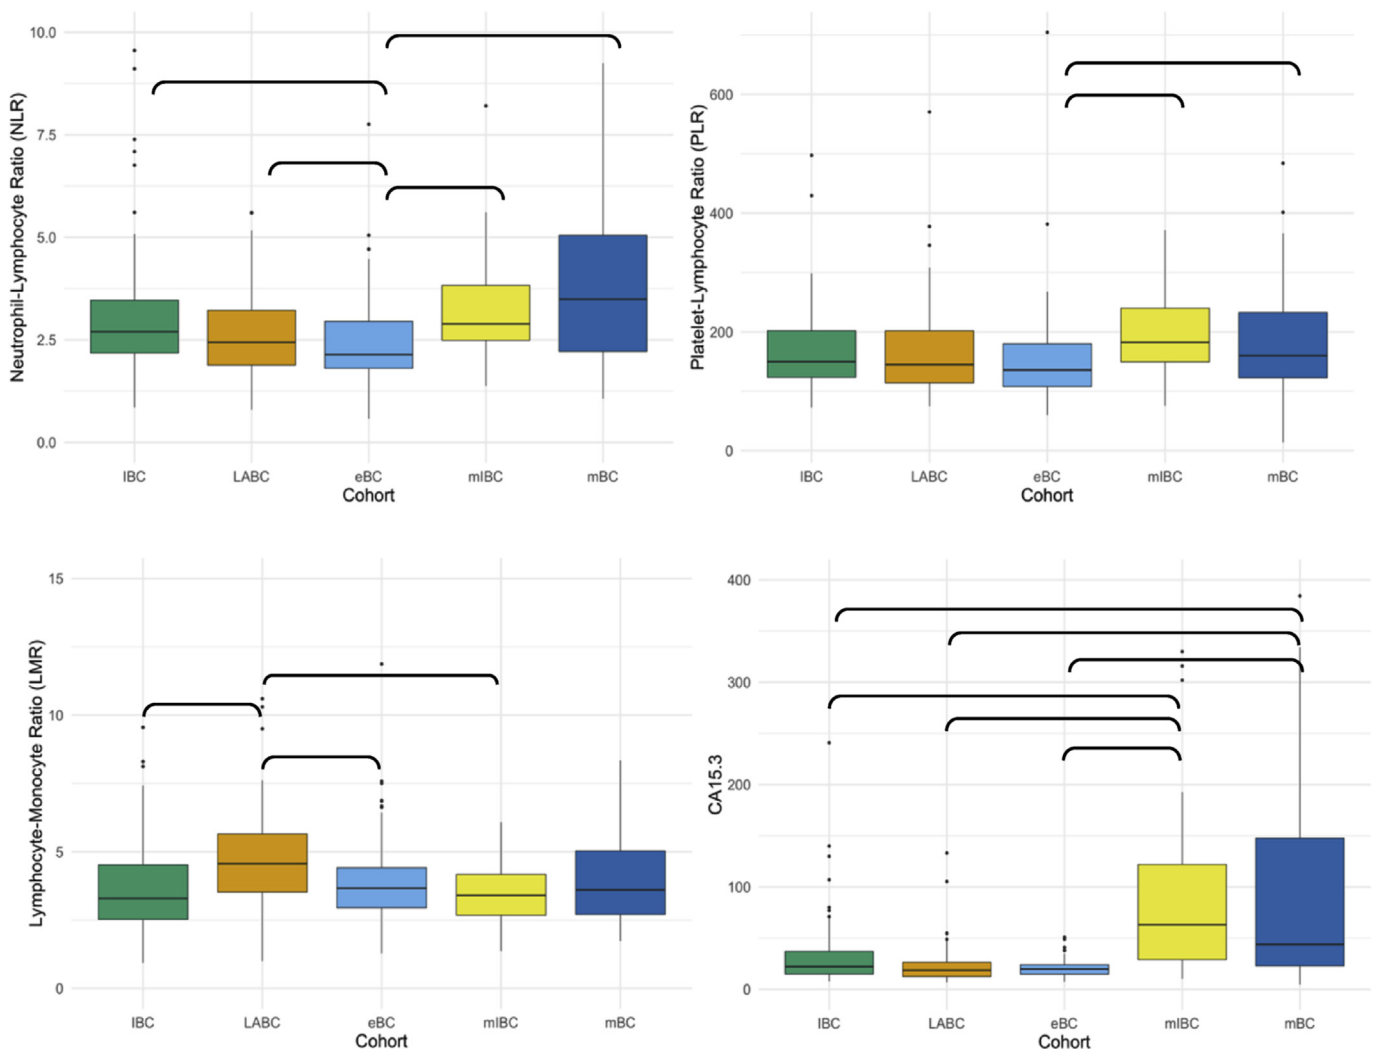 Neutrophil-Lymphocyte Ratio (NLR)
10.0
7.5
5.0
2.5
0.0
IBC LABC eBC mIBC mBC
Cohort
Platelet-Lymphocyte Ratio (PLR)
600
400
200
0
IBC LABC eBC mIBC mBC
Cohort
Lymphocyte-Monocyte Ratio (LMR)
15
10
5
0
IBC LABC eBC mIBC mBC
Cohort
CA15.3
400
300
200
100
0
IBC LABC eBC mIBC mBC
Cohort